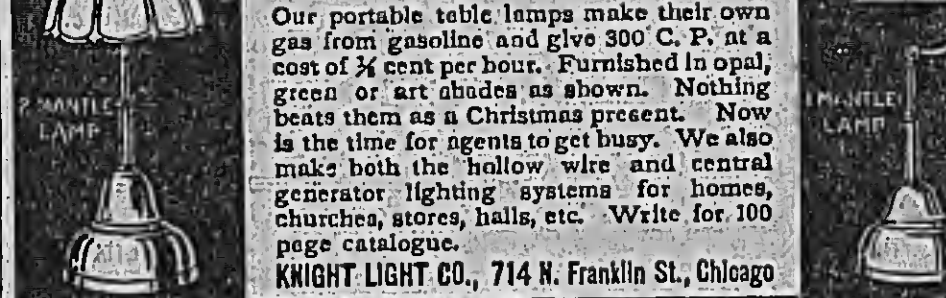 Our portable table lamps make their own
gas from gasoline and give 300 C. P. at a
cost of ⅓ cent per hour. Furnished in opal,
green or art shades as shown. Nothing
beats them as a Christmas present. Now
is the time for agents to get busy. We also
make both the hollow wire and central
generator lighting systems for homes,
churches, stores, halls, etc. Write for 100
page catalogue.
KNIGHT LIGHT CO., 714 N. Franklin St., Chicago
2 MANTLE
LAMP
1 MANTLE
LAMP